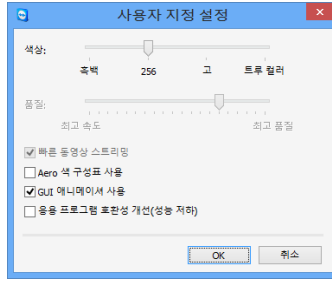 사용자 지정 설정
색상:
흑백 256 고 트루 컬러
품질:
최고 속도 최고 품질
빠른 동영상 스트리밍
Aero 색 구성표 사용
GUI 애니메이셔 사용
응용 프로그램 호환성 개선(성능 저하)
OK 취소